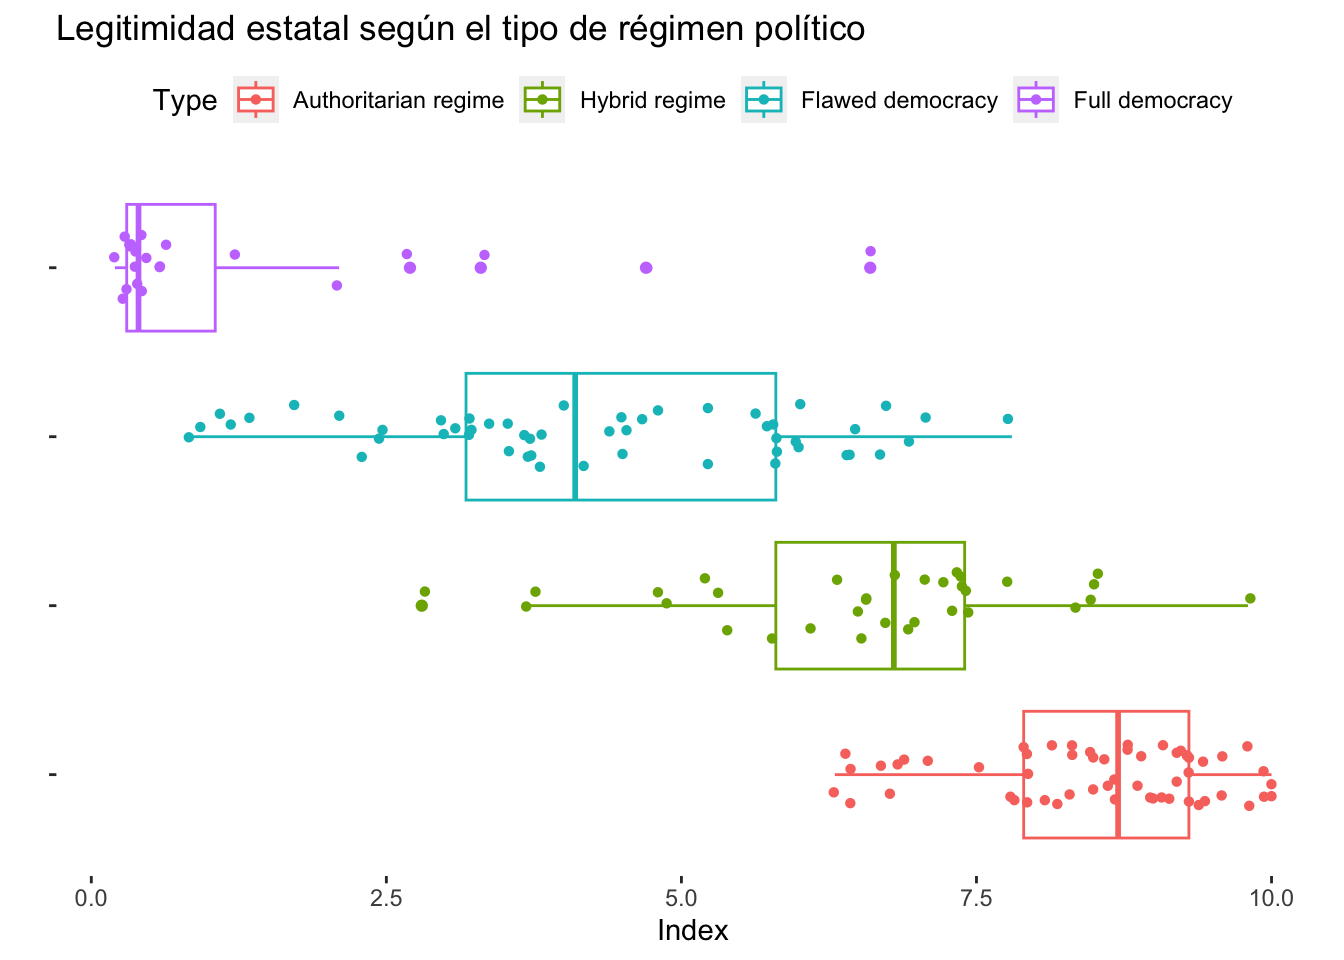 Legitimidad estatal según el tipo de régimen político
Type Authoritarian regime Hybrid regime Flawed democracy Full democracy
0.0 2.5 5.0 7.5 10.0
Index